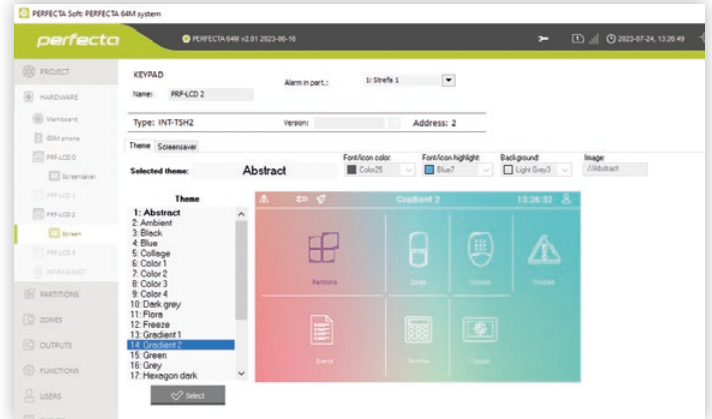 PERFECTA Soft: PERFECTA 64M system
perfecta
PERFECTA 64M v2.01 2023-06-16
1
2023-07-24, 13:26:49
PROJECT
HARDWARE
Mainboard
GSM phone
PRF-LCD 0
Screensaver
PRF-LCD 1
PRF-LCD 2
Screen
PRF-LCD 3
PARTITIONS
ZONES
OUTPUTS
FUNCTIONS
USERS
KEYPAD
Name: PRF-LCD 2
Alarm in part.: 1: Strefa 1
Type: INT-TSH2 Version: Address: 2
Theme Screensaver
Font/icon color: Font/icon highlight: Background: Image:
Selected theme: Abstract Color25 Blue7 Light Grey3 //Abstract
Theme
1: Abstract
2: Ambient
3: Black
4: Blue
5: Collage
6: Color 1
7: Color 2
8: Color 3
9: Color 4
10: Dark grey
11: Flora
12: Freeze
13: Gradient 1
14: Gradient 2
15: Green
16: Grey
17: Hexagon dark
Select
Gradient 2 13:26:32
Partitions Zones Outputs Troubles
Events Terminal